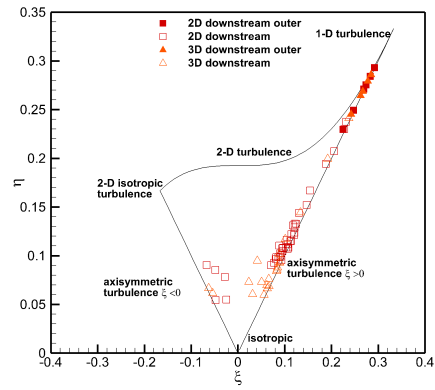 0.35
0.3
0.25
0.2
0.15
0.1
0.05
0
η
2D downstream outer
2D downstream
3D downstream outer
3D downstream
1-D turbulence
2-D turbulence
2-D isotropic
turbulence
axisymmetric
turbulence ξ <0
axisymmetric
turbulence ξ >0
isotropic
-0.4 -0.3 -0.2 -0.1 0 0.1 0.2 0.3 0.4
ξ